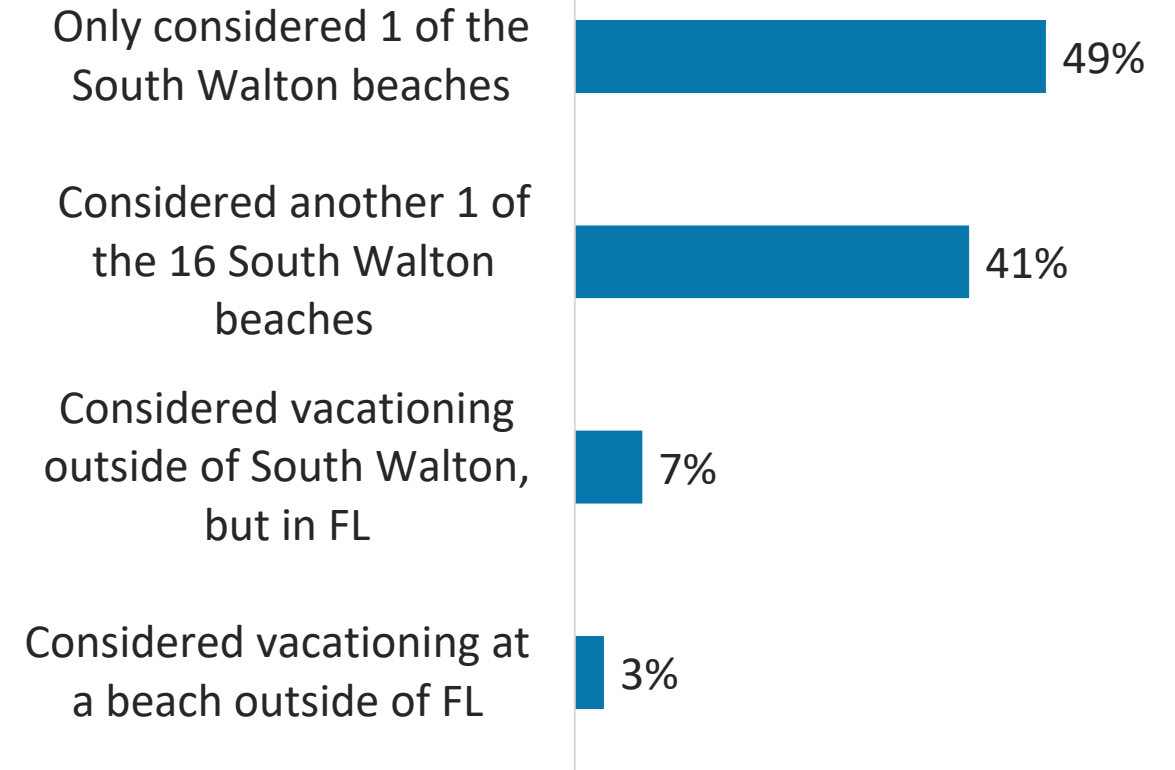 Only considered 1 of the
South Walton beaches
49%
Considered another 1 of
the 16 South Walton
beaches
41%
Considered vacationing
outside of South Walton,
but in FL
7%
Considered vacationing at
a beach outside of FL
3%